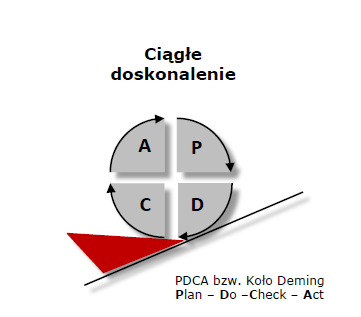 Ciągłe
doskonalenie
A P
C D
PDCA bzw. Koło Deming
Plan – Do –Check – Act